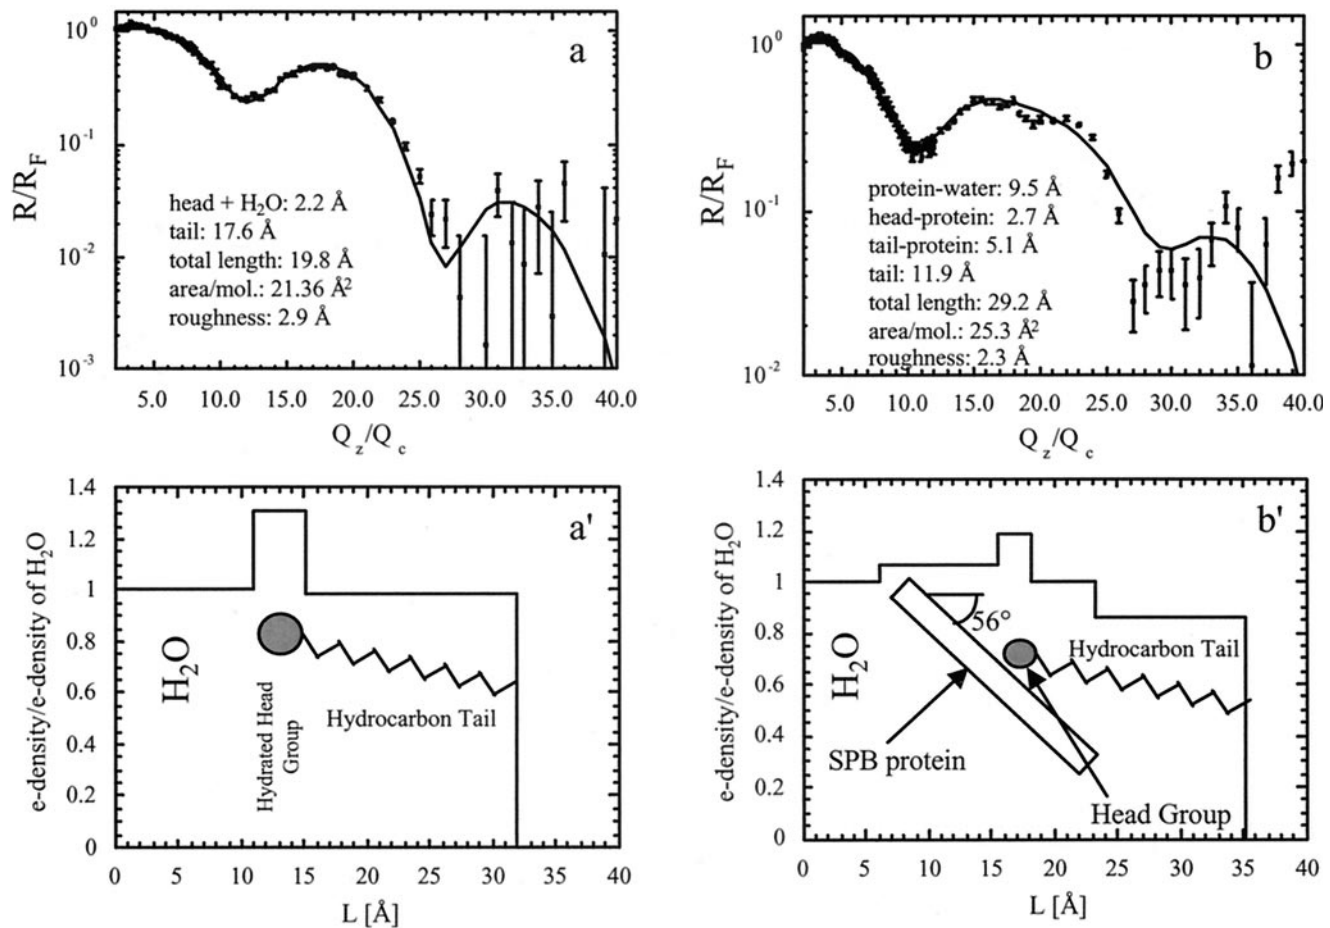 a
R/R_F
10⁰
10⁻¹
10⁻²
10⁻³
head + H₂O: 2.2 Å
tail: 17.6 Å
total length: 19.8 Å
area/mol.: 21.36 Å²
roughness: 2.9 Å
5.0 10.0 15.0 20.0 25.0 30.0 35.0 40.0
Q_z/Q_c
b
R/R_F
10⁰
10⁻¹
10⁻²
protein-water: 9.5 Å
head-protein: 2.7 Å
tail-protein: 5.1 Å
tail: 11.9 Å
total length: 29.2 Å
area/mol.: 25.3 Å²
roughness: 2.3 Å
5.0 10.0 15.0 20.0 25.0 30.0 35.0 40.0
Q_z/Q_c
a'
e-density/e-density of H₂O
1.4
1.2
1
0.8
0.6
0.4
0.2
0
H₂O
Hydrated Head
Group
Hydrocarbon Tail
0 5 10 15 20 25 30 35 40
L [Å]
b'
e-density/e-density of H₂O
1.4
1.2
1
0.8
0.6
0.4
0.2
0
H₂O
56°
Hydrocarbon Tail
SPB protein
Head Group
0 5 10 15 20 25 30 35 40
L [Å]